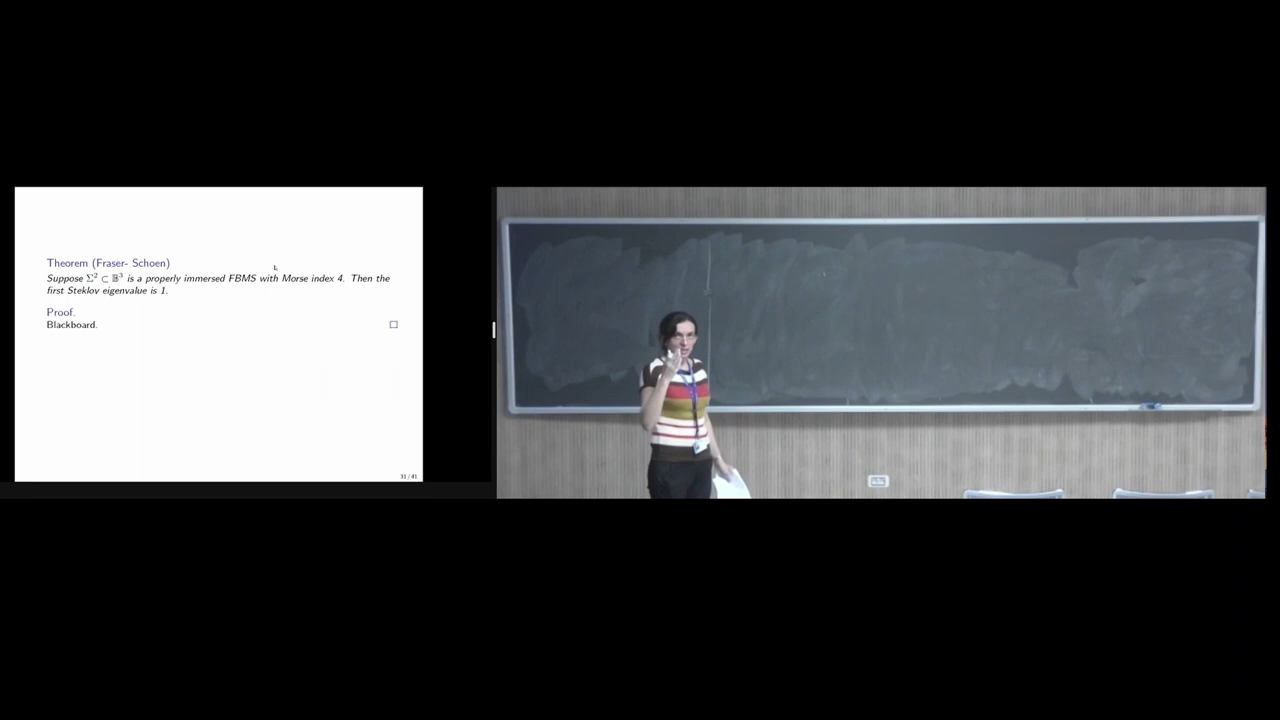 Theorem (Fraser- Schoen)
Suppose Σ² ⊂ 𝔹³ is a properly immersed FBMS with Morse index 4. Then the
first Steklov eigenvalue is 1.
Proof.
Blackboard. □
31 / 41